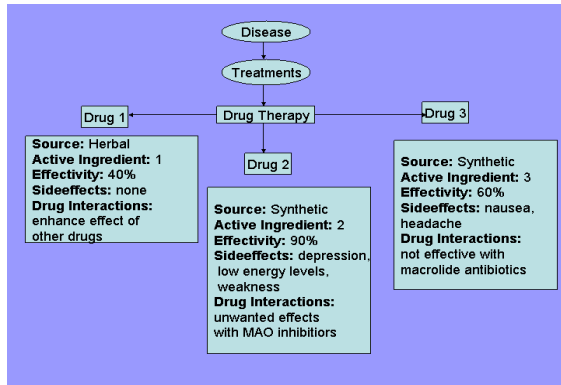 Disease
Treatments
Drug Therapy
Drug 1
Source: Herbal
Active Ingredient: 1
Effectivity: 40%
Sideeffects: none
Drug Interactions:
enhance effect of
other drugs
Drug 2
Source: Synthetic
Active Ingredient: 2
Effectivity: 90%
Sideeffects: depression,
low energy levels,
weakness
Drug Interactions:
unwanted effects
with MAO inhibitiors
Drug 3
Source: Synthetic
Active Ingredient: 3
Effectivity: 60%
Sideeffects: nausea,
headache
Drug Interactions:
not effective with
macrolide antibiotics